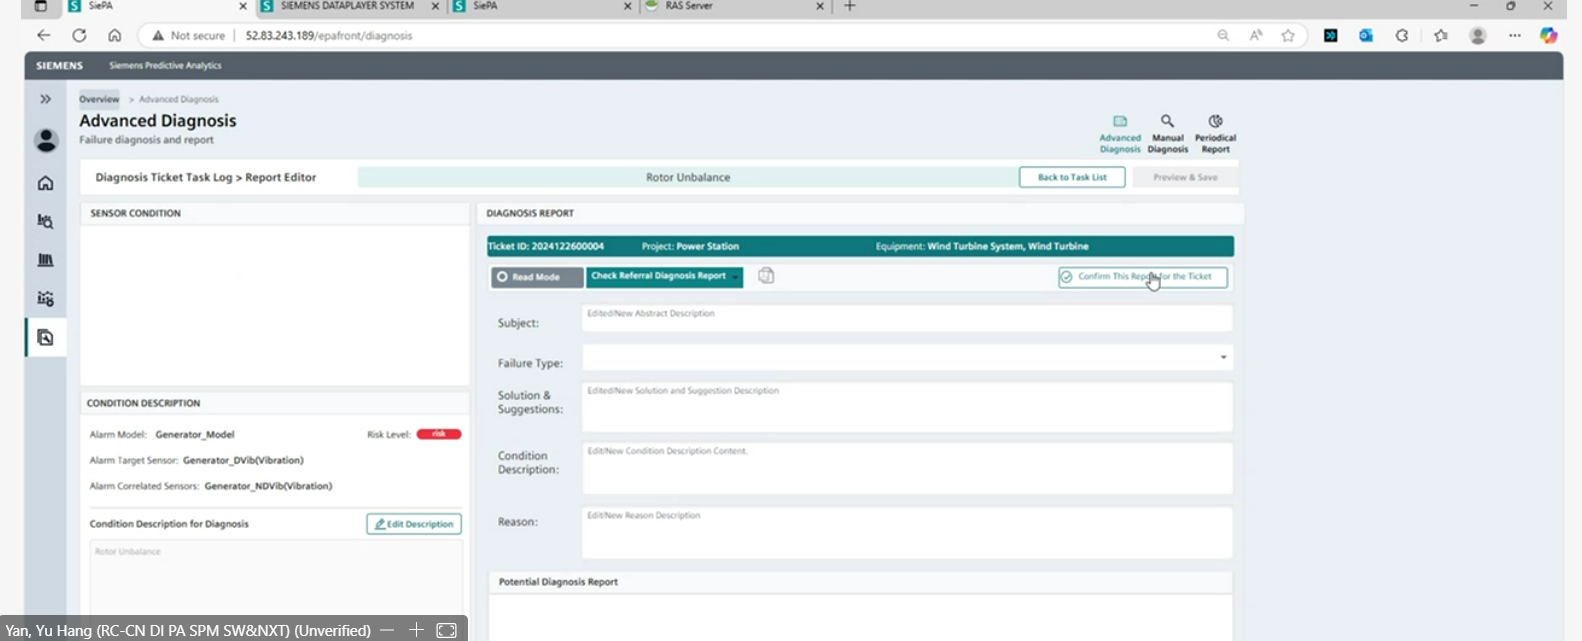 SiePA
SIEMENS DATAPLAYER SYSTEM
SiePA
RAS Server
Not secure | 52.83.243.189/epafront/diagnosis
SIEMENS Siemens Predictive Analytics
Overview > Advanced Diagnosis
Advanced Diagnosis
Failure diagnosis and report
Advanced Diagnosis
Manual Diagnosis
Periodical Report
Diagnosis Ticket Task Log > Report Editor
Rotor Unbalance
Back to Task List
Preview & Save
SENSOR CONDITION
CONDITION DESCRIPTION
Alarm Model: Generator_Model
Risk Level: risk
Alarm Target Sensor: Generator_DVib(Vibration)
Alarm Correlated Sensors: Generator_NDVib(Vibration)
Condition Description for Diagnosis
Edit Description
Rotor Unbalance
DIAGNOSIS REPORT
Ticket ID: 2024122600004 Project: Power Station Equipment: Wind Turbine System, Wind Turbine
Read Mode
Check Referral Diagnosis Report
Confirm This Report for the Ticket
Subject:
Edited/New Abstract Description
Failure Type:
Solution &
Suggestions:
Edited/New Solution and Suggestion Description
Condition
Description:
Edit/New Condition Description Content.
Reason:
Edit/New Reason Description
Potential Diagnosis Report
Yan, Yu Hang (RC-CN DI PA SPM SW&NXT) (Unverified)